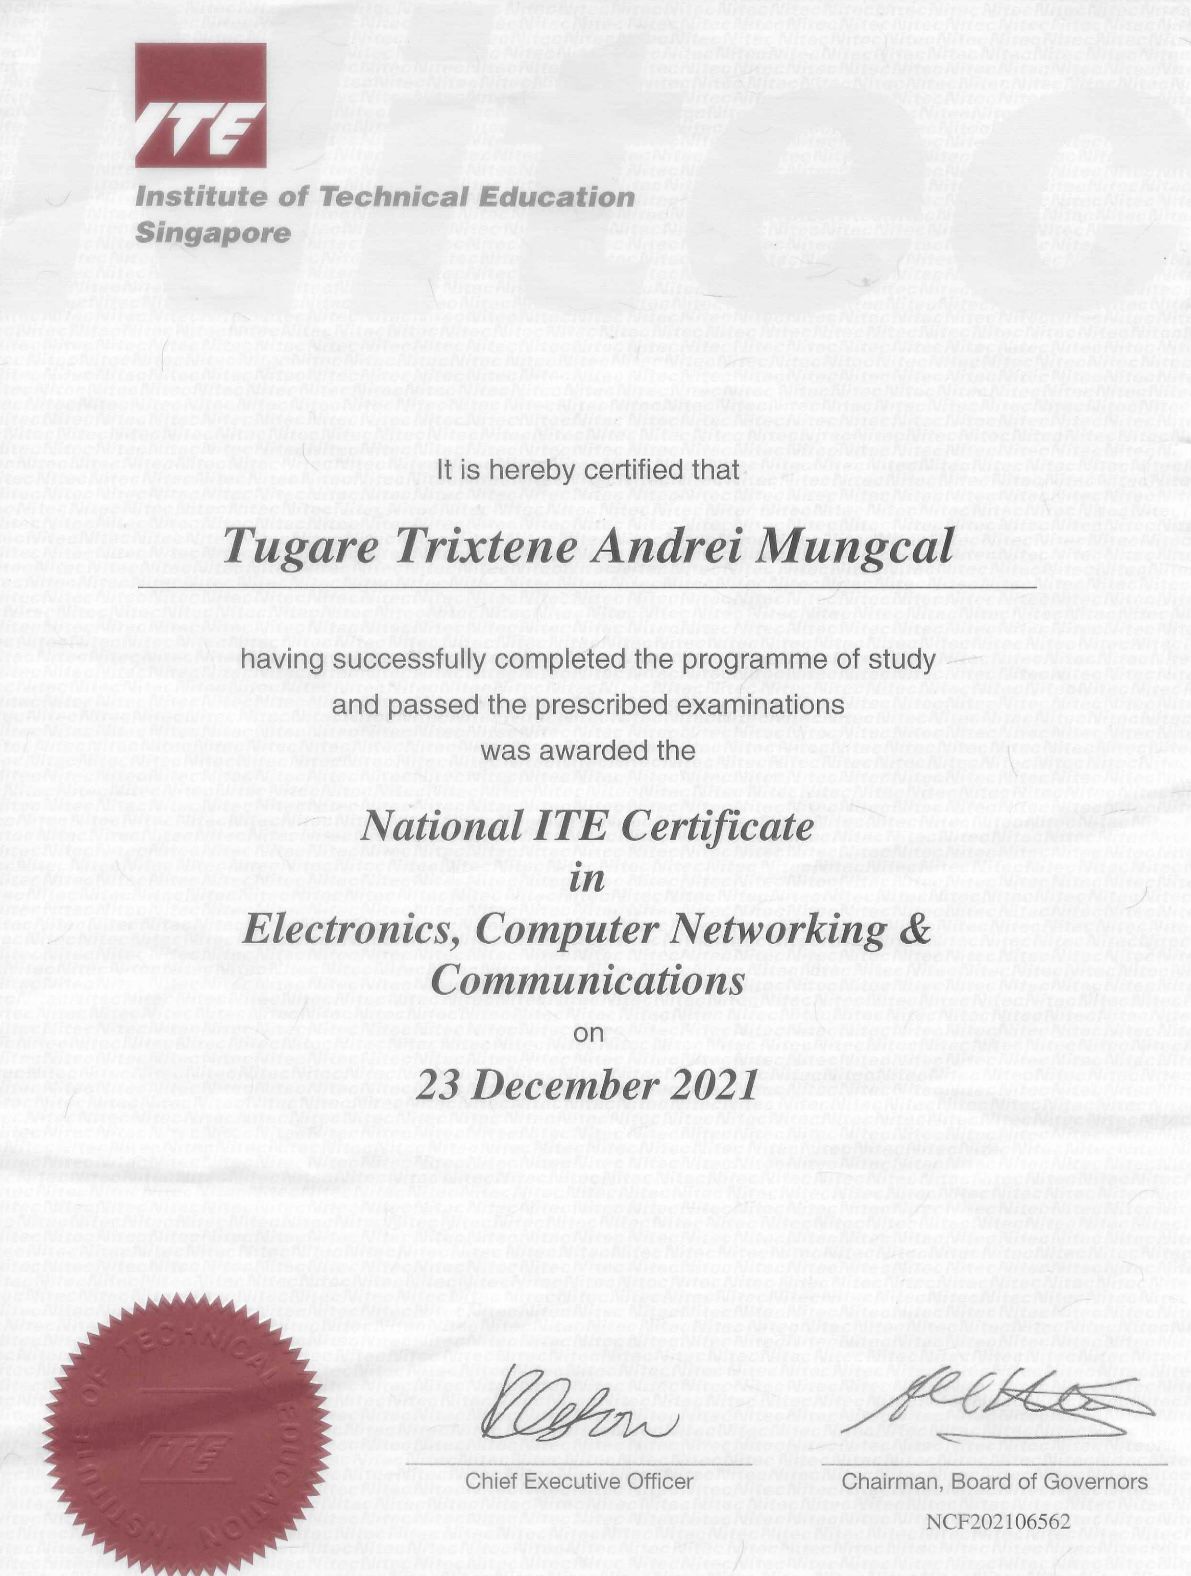 Nitec
ITE
Institute of Technical Education
Singapore
It is hereby certified that
Tugare Trixtene Andrei Mungcal
having successfully completed the programme of study
and passed the prescribed examinations
was awarded the
National ITE Certificate
in
Electronics, Computer Networking &
Communications
on
23 December 2021
INSTITUTE OF TECHNICAL EDUCATION
ITE
Chief Executive Officer
Chairman, Board of Governors
NCF202106562